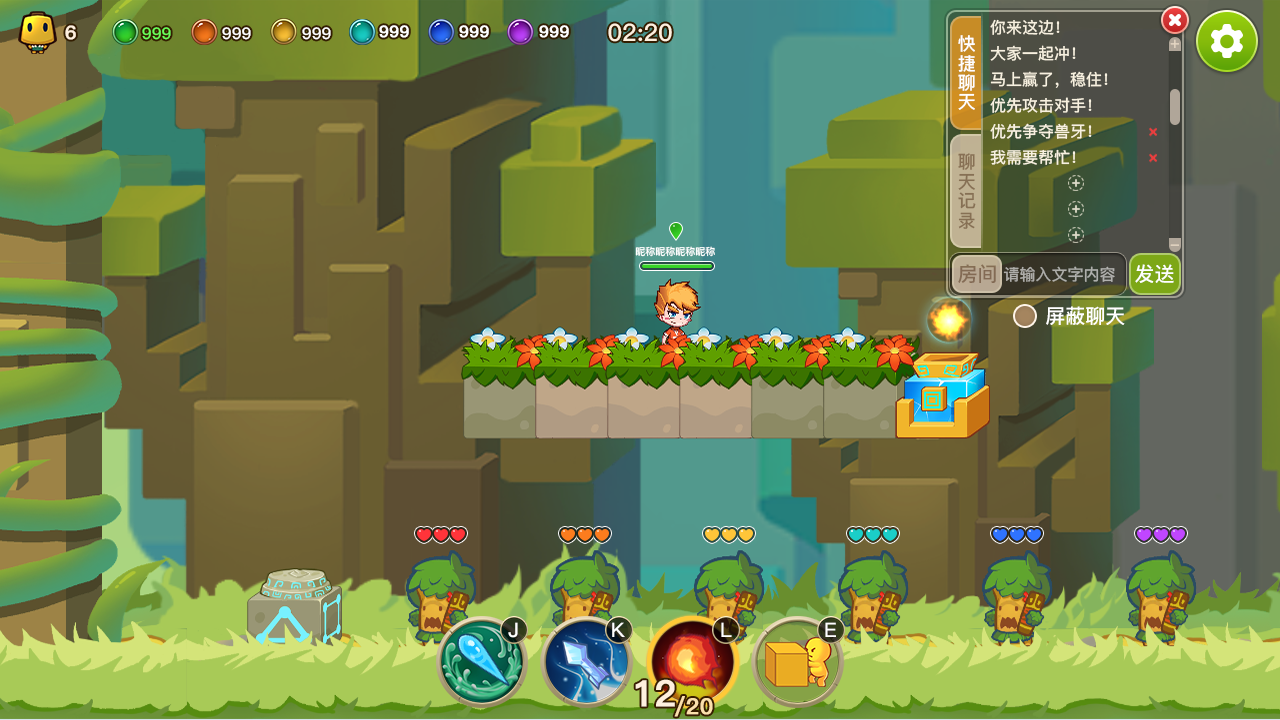 6
999
999
999
999
999
999
02:20
快捷聊天
聊天记录
你来这边!
大家一起冲!
马上赢了，稳住!
优先攻击对手!
优先争夺兽牙!
我需要帮忙!
房间
请输入文字内容
发送
屏蔽聊天
昵称昵称昵称昵称
J
K
L
E
12/20